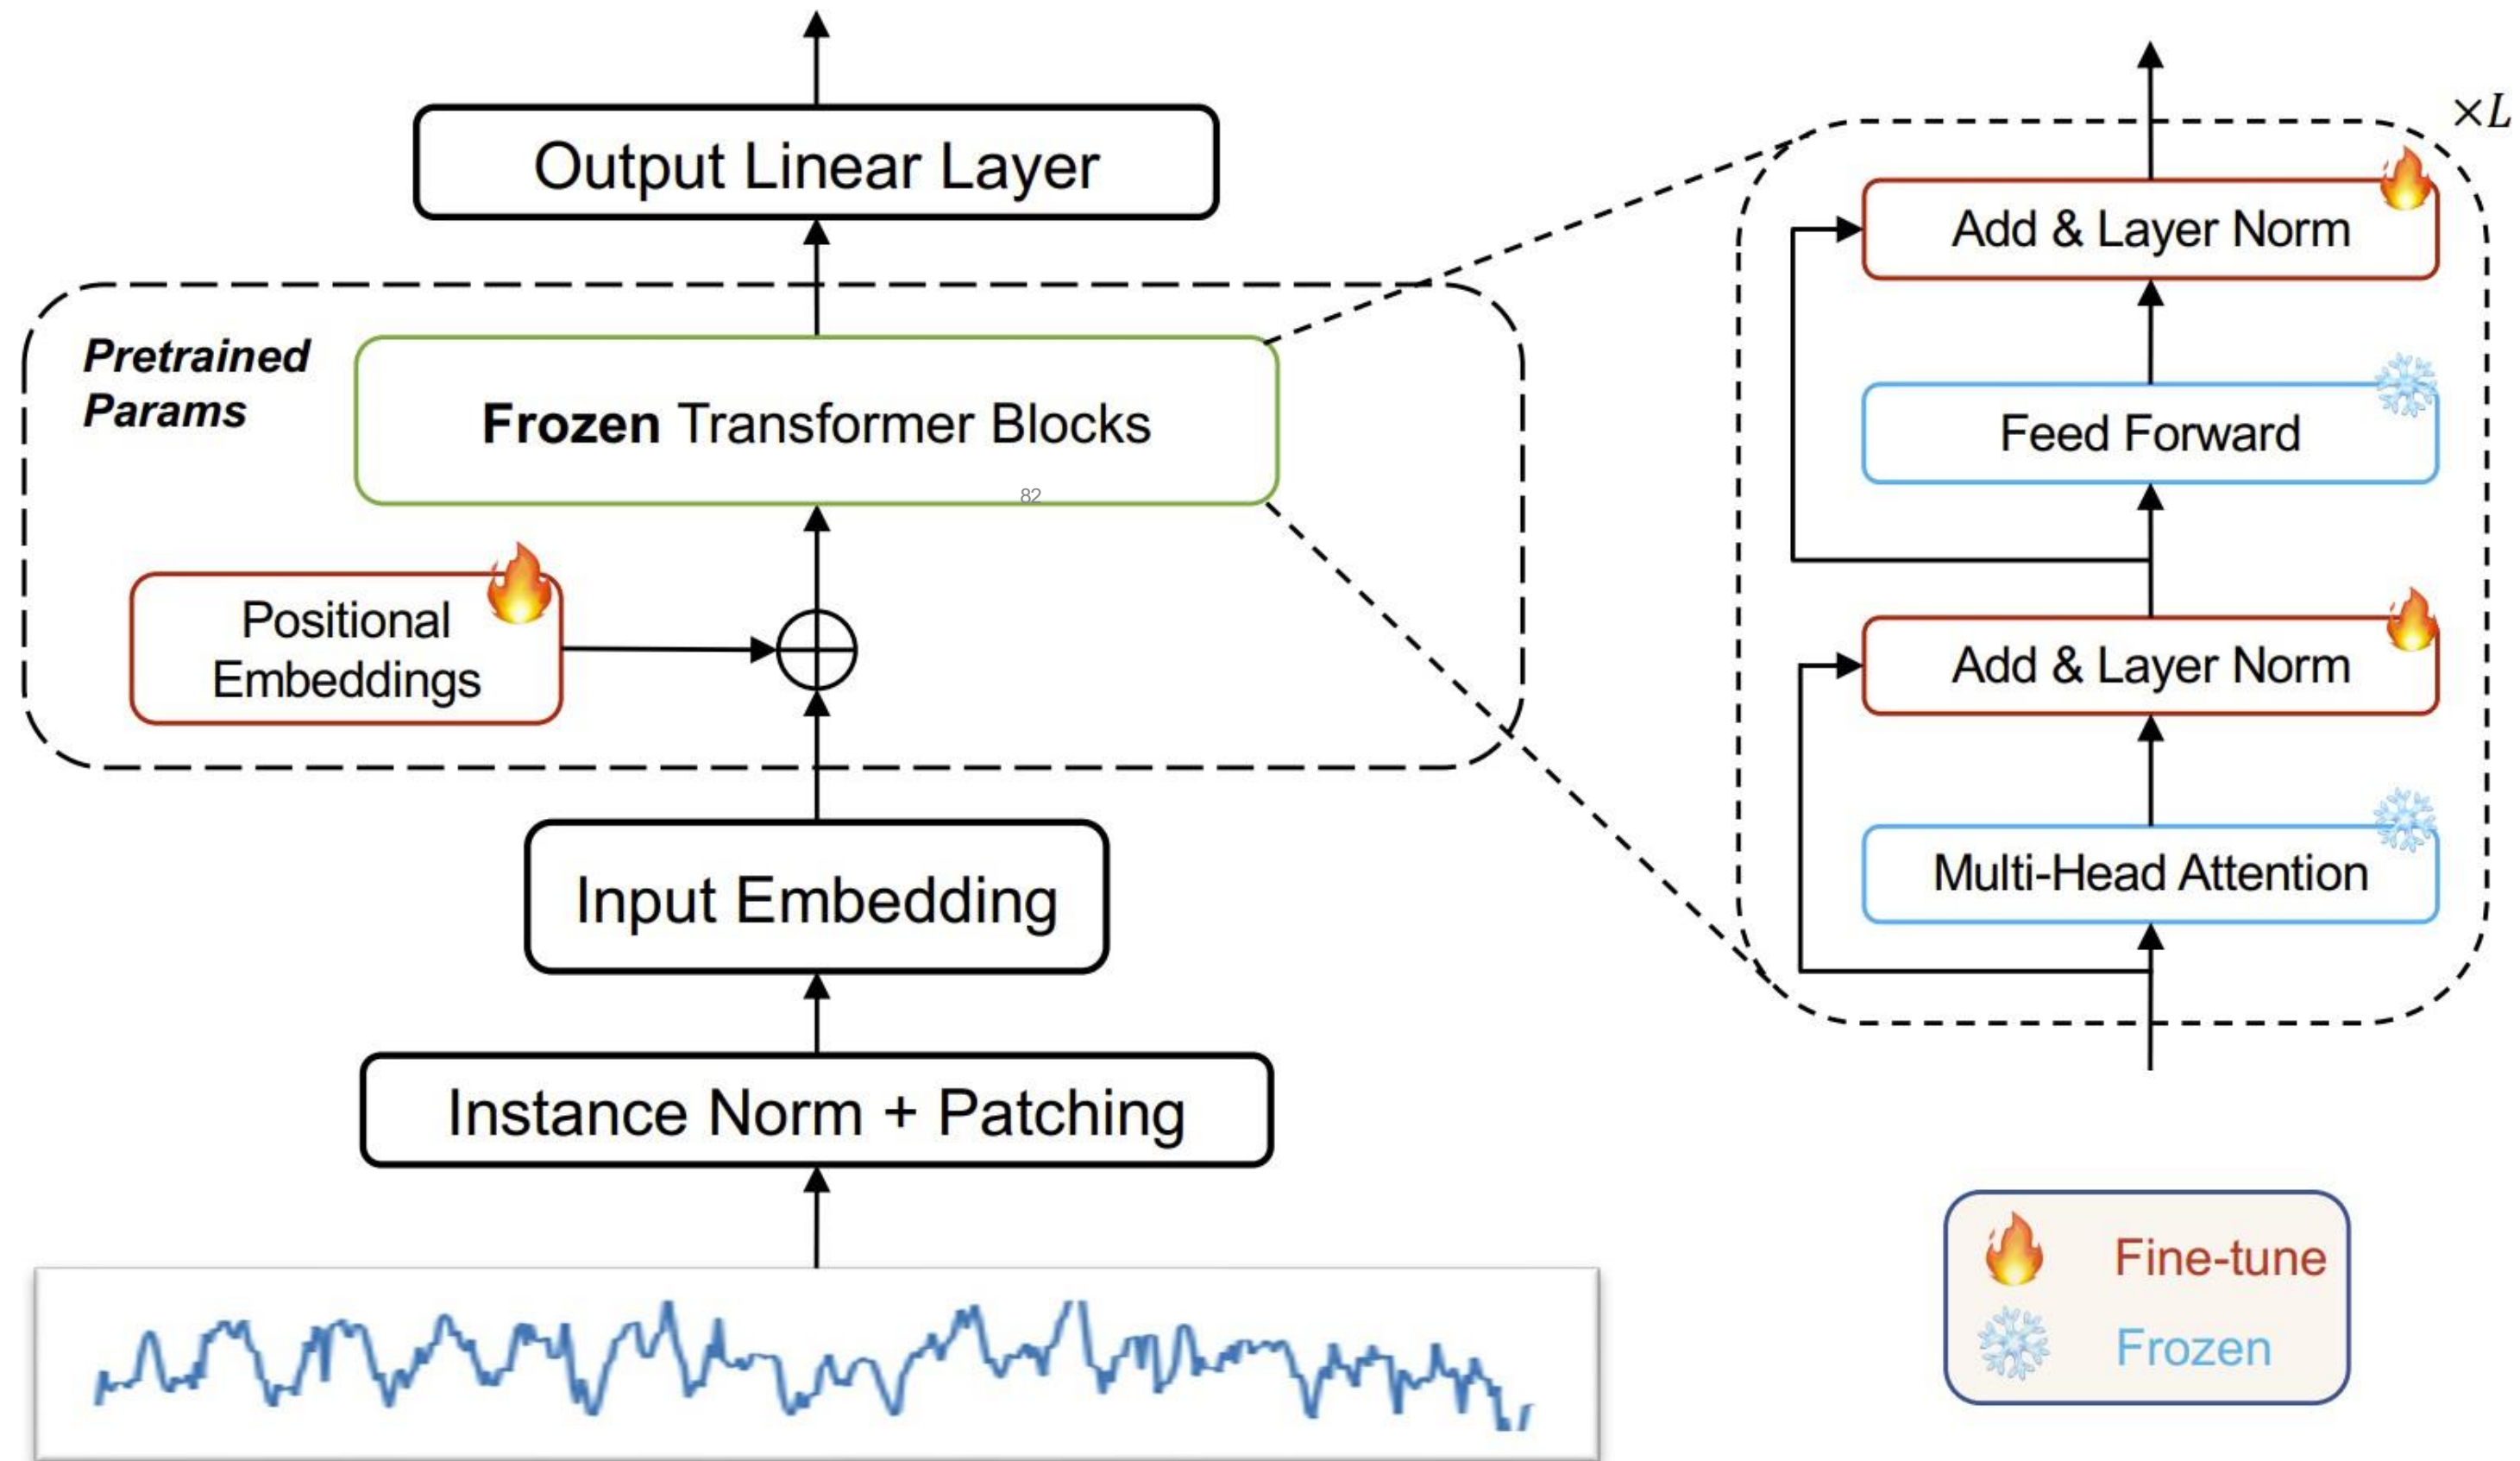 Output Linear Layer
Pretrained
Params
Frozen Transformer Blocks
82
Positional
Embeddings
Input Embedding
Instance Norm + Patching
×L
Add & Layer Norm
Feed Forward
Add & Layer Norm
Multi-Head Attention
Fine-tune
Frozen